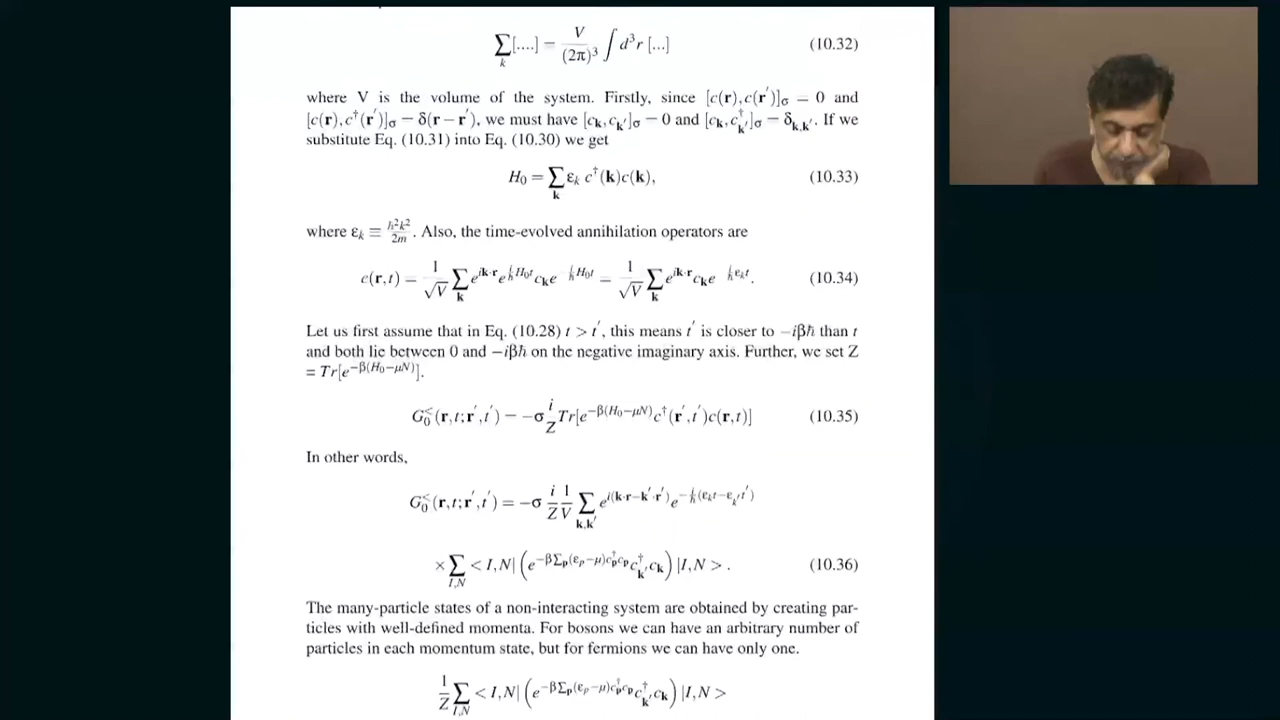 ∑_k [....] = V/(2π)³ ∫ d³r [...] (10.32)
where V is the volume of the system. Firstly, since [c(r), c(r′)]_σ = 0 and
[c(r), c†(r′)]_σ = δ(r − r′), we must have [c_k, c_k′]_σ = 0 and [c_k, c†_k′]_σ = δ_k,k′. If we
substitute Eq. (10.31) into Eq. (10.30) we get
H₀ = ∑_k ε_k c†(k)c(k), (10.33)
where ε_k ≡ ħ²k²/2m. Also, the time-evolved annihilation operators are
c(r,t) = 1/√V ∑_k e^{ik·r} e^{i/ħ H₀t} c_k e^{ i/ħ H₀t} = 1/√V ∑_k e^{ik·r} c_k e^{ i/ħ ε_k t}. (10.34)
Let us first assume that in Eq. (10.28) t > t′, this means t′ is closer to −iβħ than t
and both lie between 0 and −iβħ on the negative imaginary axis. Further, we set Z
= Tr[e^{−β(H₀−μN)}].
G₀^<(r,t;r′,t′) = −σ i/Z Tr[e^{−β(H₀−μN)} c†(r′,t′)c(r,t)] (10.35)
In other words,
G₀^<(r,t;r′,t′) = −σ i/Z 1/V ∑_{k,k′} e^{i(k·r−k′·r′)} e^{−i/ħ(ε_k t−ε_k′ t′)}
× ∑_{I,N} < I,N| (e^{−β∑_p(ε_p−μ)c†_p c_p} c†_k′ c_k) |I,N > . (10.36)
The many-particle states of a non-interacting system are obtained by creating par-
ticles with well-defined momenta. For bosons we can have an arbitrary number of
particles in each momentum state, but for fermions we can have only one.
1/Z ∑_{I,N} < I,N| (e^{−β∑_p(ε_p−μ)c†_p c_p} c†_k′ c_k) |I,N >